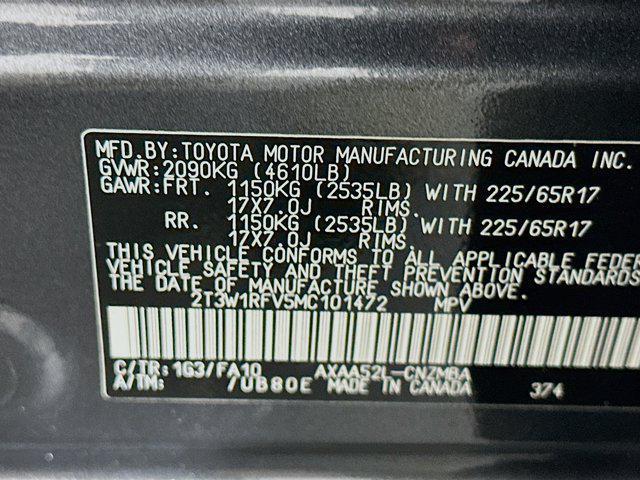 MFD. BY: TOYOTA MOTOR MANUFACTURING CANADA INC.
GVWR: 2090KG (4610LB)
GAWR: FRT. 1150KG (2535LB) WITH 225/65R17
17X7.0J RIMS.
RR. 1150KG (2535LB) WITH 225/65R17
17X7.0J RIMS.
THIS VEHICLE CONFORMS TO ALL APPLICABLE FEDER
VEHICLE SAFETY AND THEFT PREVENTION STANDARDS
THE DATE OF MANUFACTURE SHOWN ABOVE.
2T3W1RFV5MC101472 MPV
C/TR: 1G3/FA10 AXAA52L-CNZMBA
A/TM: /UB80E MADE IN CANADA 374